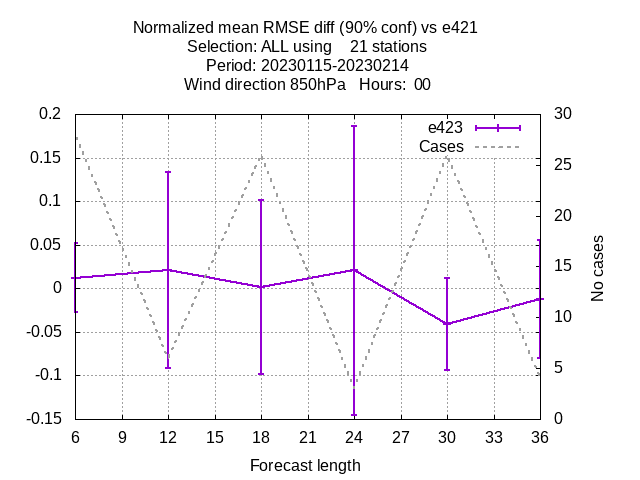 Normalized mean RMSE diff (90% conf) vs e421
Selection: ALL using    21 stations
Period: 20230115-20230214
Wind direction 850hPa   Hours:  00
0.2
0.15
0.1
0.05
0
-0.05
-0.1
-0.15
30
25
20
15
10
5
0
e423
Cases
No cases
6 9 12 15 18 21 24 27 30 33 36
Forecast length